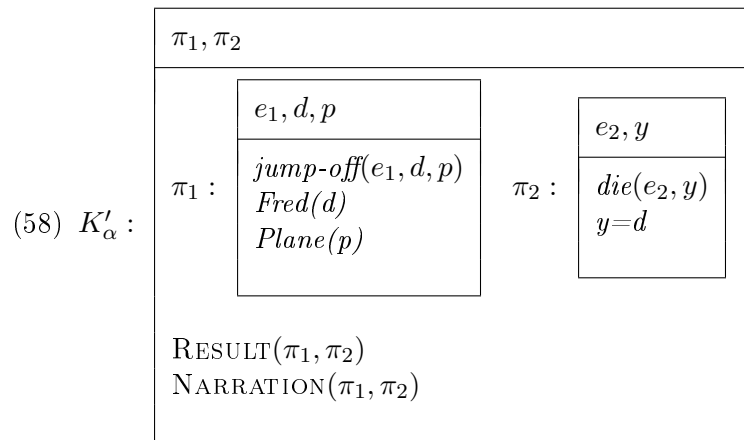 π₁, π₂
e₁, d, p
jump-off(e₁, d, p)
Fred(d)
Plane(p)
π₁ :
e₂, y
die(e₂, y)
y=d
π₂ :
(58) K′α :
RESULT(π₁, π₂)
NARRATION(π₁, π₂)